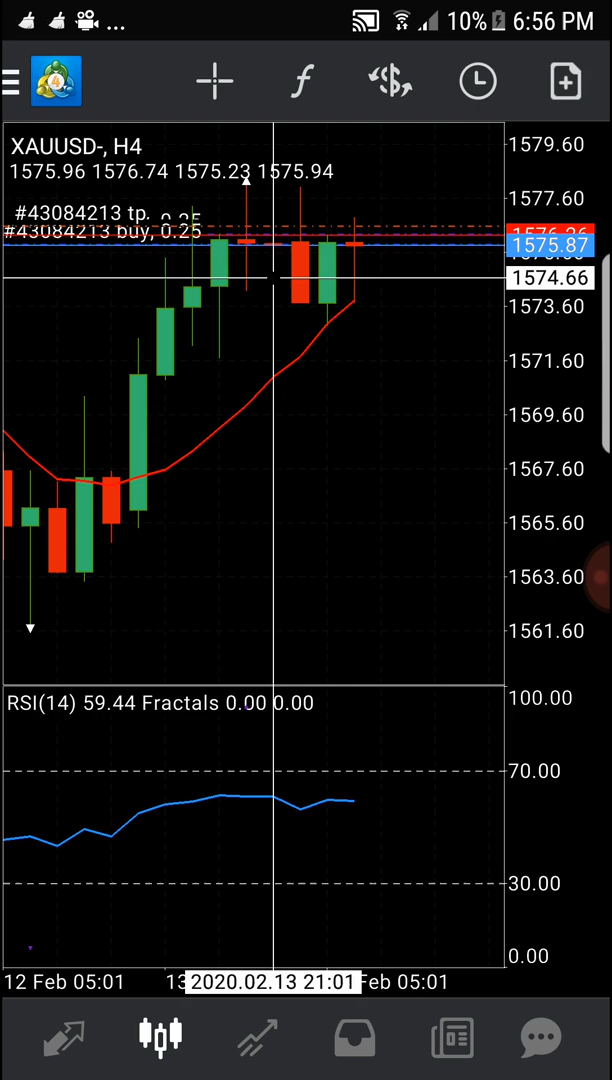 ... 10% 6:56 PM
XAUUSD-, H4
1575.96 1576.74 1575.23 1575.94
#43084213 tp, 0.25
#43084213 buy, 0.25
1579.60
1577.60
1576.26
1575.87
1574.66
1573.60
1571.60
1569.60
1567.60
1565.60
1563.60
1561.60
RSI(14) 59.44 Fractals 0.00 0.00
100.00
70.00
30.00
0.00
12 Feb 05:01 13 2020.02.13 21:01 Feb 05:01